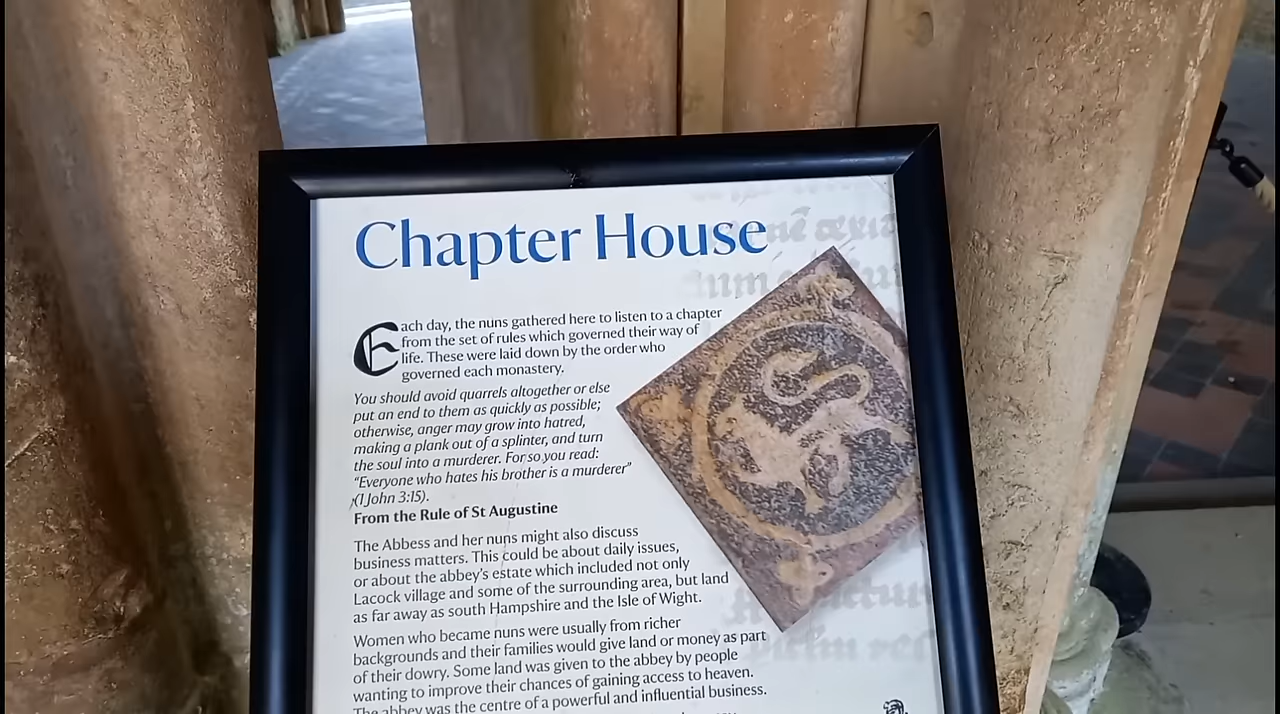 Chapter House
Each day, the nuns gathered here to listen to a chapter
from the set of rules which governed their way of
life. These were laid down by the order who
governed each monastery.
You should avoid quarrels altogether or else
put an end to them as quickly as possible;
otherwise, anger may grow into hatred,
making a plank out of a splinter, and turn
the soul into a murderer. For so you read:
“Everyone who hates his brother is a murderer”
(1 John 3:15).
From the Rule of St Augustine
The Abbess and her nuns might also discuss
business matters. This could be about daily issues,
or about the abbey's estate which included not only
Lacock village and some of the surrounding area, but land
as far away as south Hampshire and the Isle of Wight.
Women who became nuns were usually from richer
backgrounds and their families would give land or money as part
of their dowry. Some land was given to the abbey by people
wanting to improve their chances of gaining access to heaven.
The abbey was the centre of a powerful and influential business.